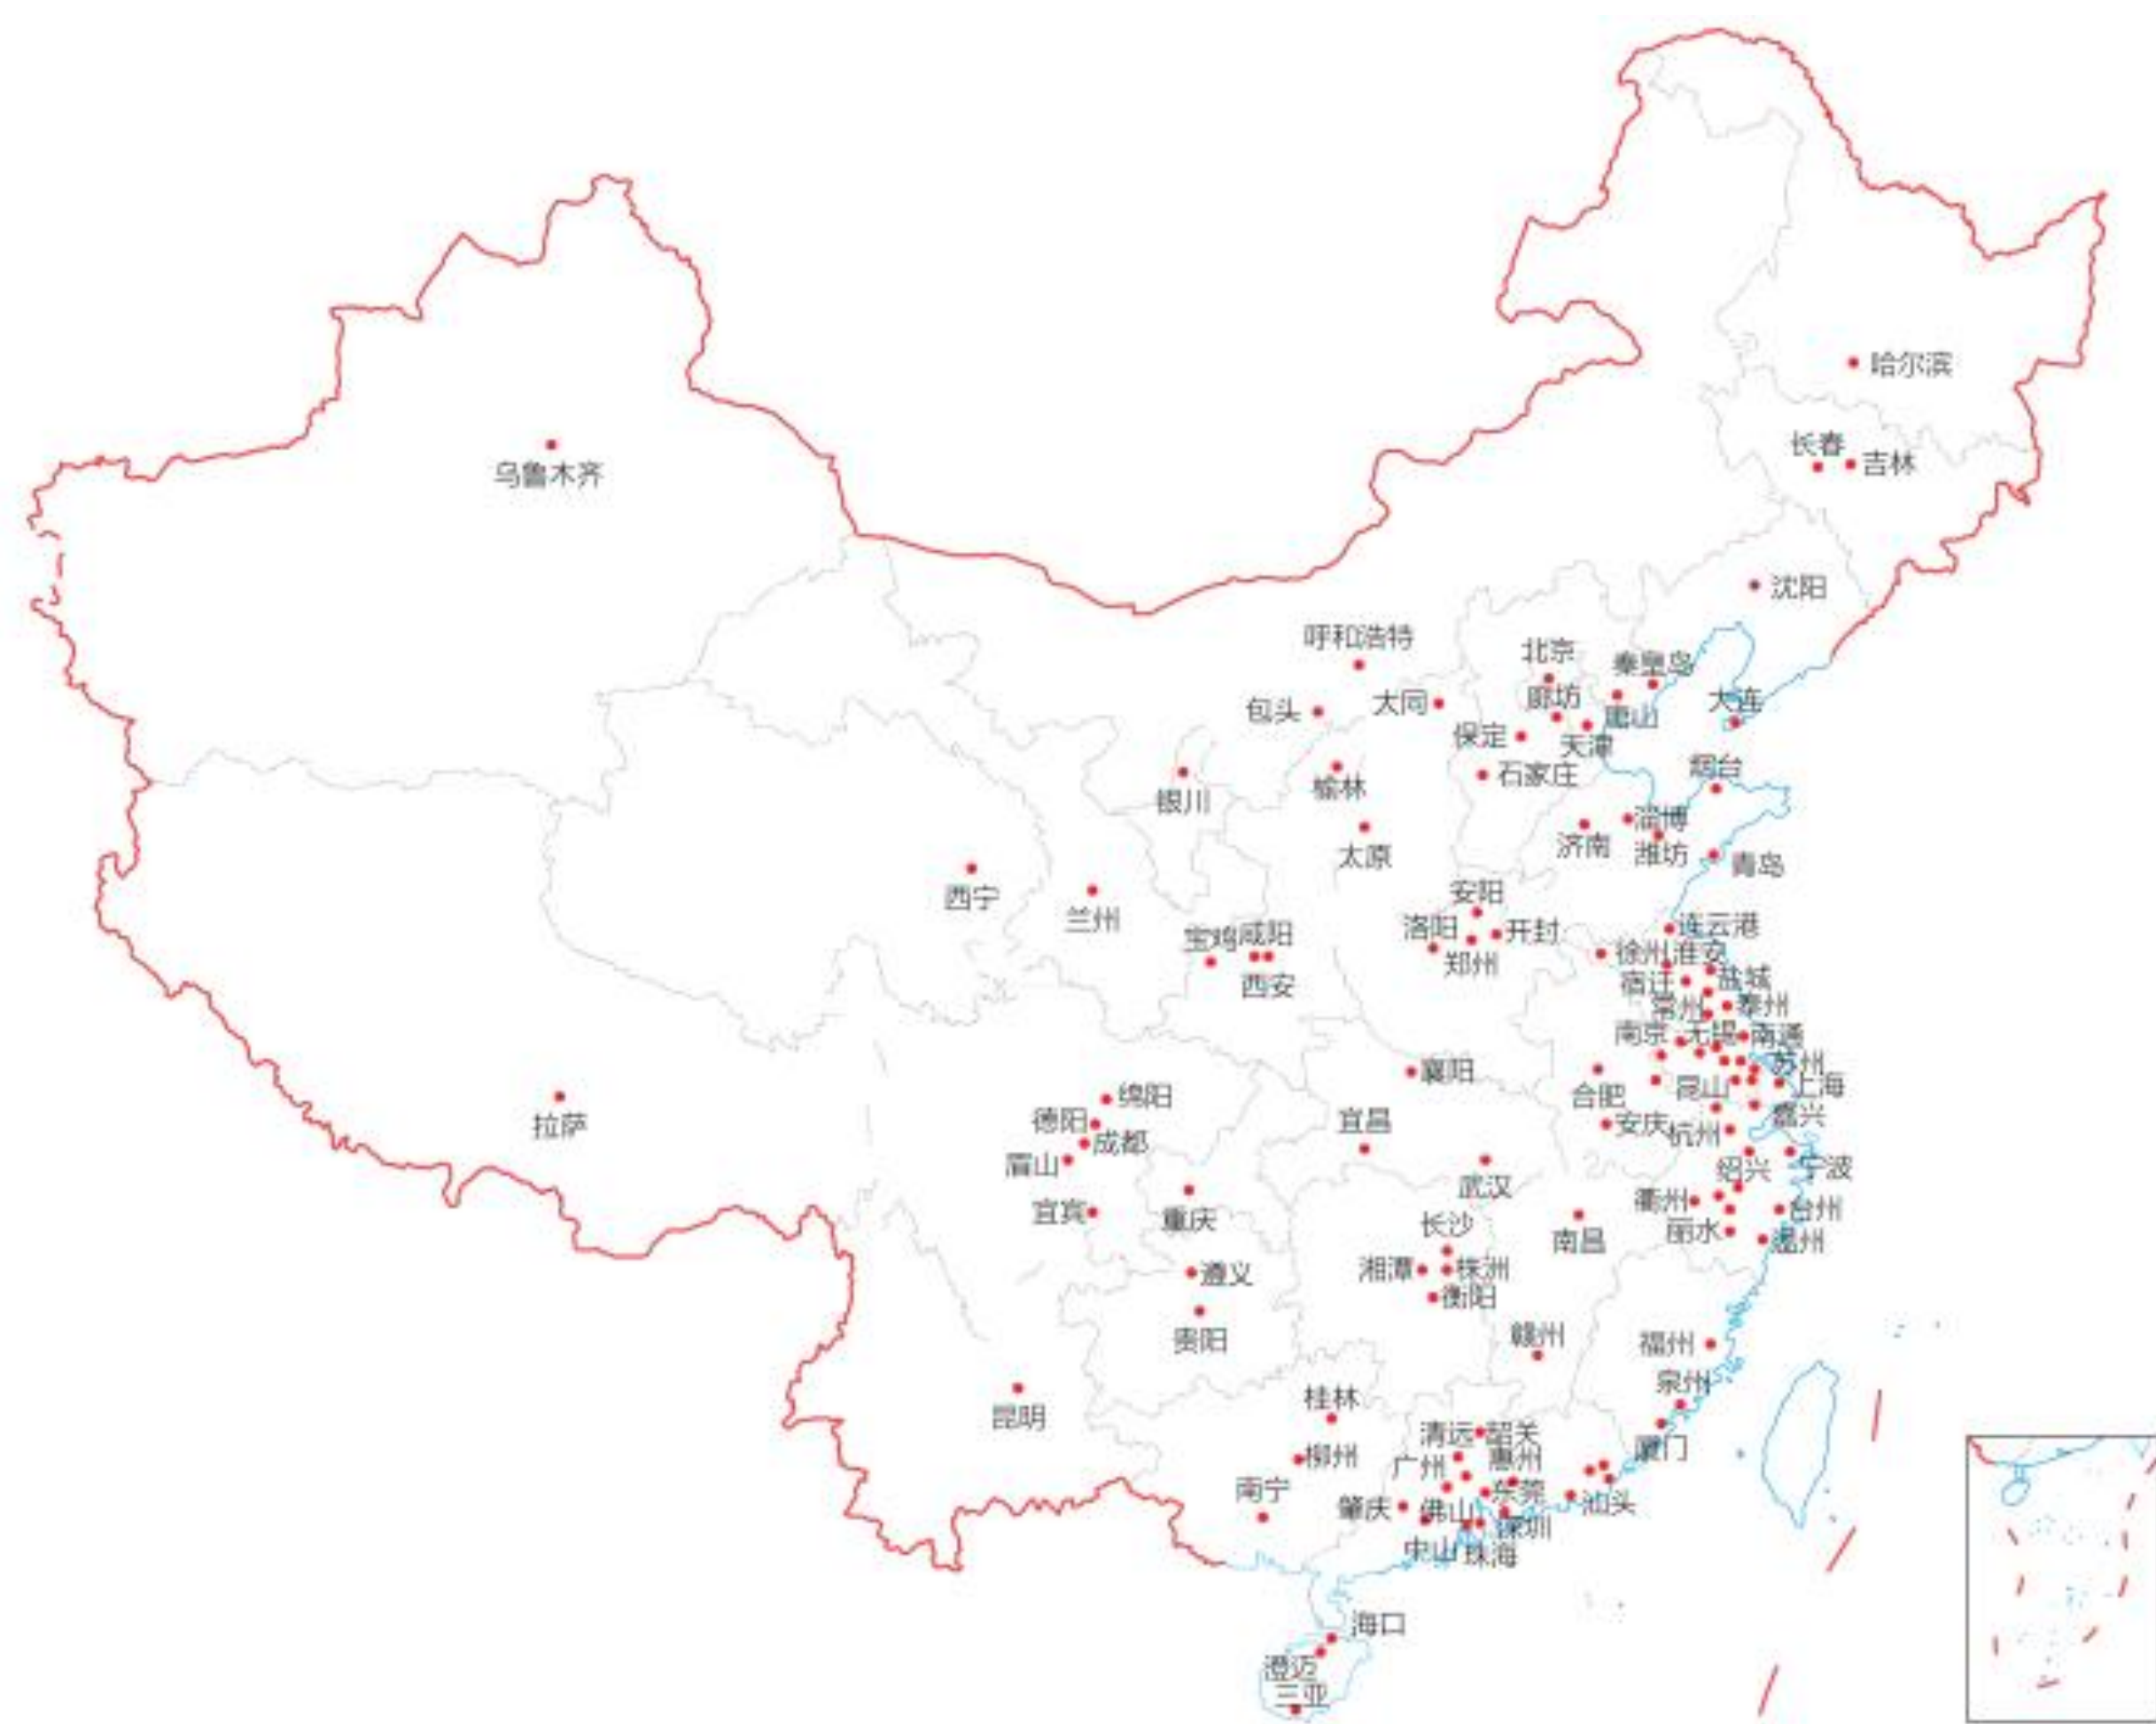 哈尔滨
长春
吉林
乌鲁木齐
沈阳
呼和浩特
北京
秦皇岛
廊坊
大连
包头
大同
唐山
保定
天津
烟台
石家庄
榆林
银川
淄博
济南
潍坊
太原
青岛
西宁
安阳
兰州
洛阳
开封
连云港
宝鸡
咸阳
徐州
淮安
郑州
西安
宿迁
盐城
常州
泰州
南京
无锡
南通
襄阳
苏州
昆山
上海
绵阳
合肥
德阳
宜昌
安庆
嘉兴
拉萨
成都
杭州
眉山
绍兴
宁波
武汉
衢州
台州
宜宾
重庆
长沙
丽水
南昌
温州
遵义
湘潭
株洲
衡阳
贵阳
赣州
福州
泉州
桂林
昆明
清远
韶关
厦门
柳州
广州
惠州
南宁
东莞
肇庆
佛山
汕头
深圳
中山
珠海
海口
澄迈
三亚